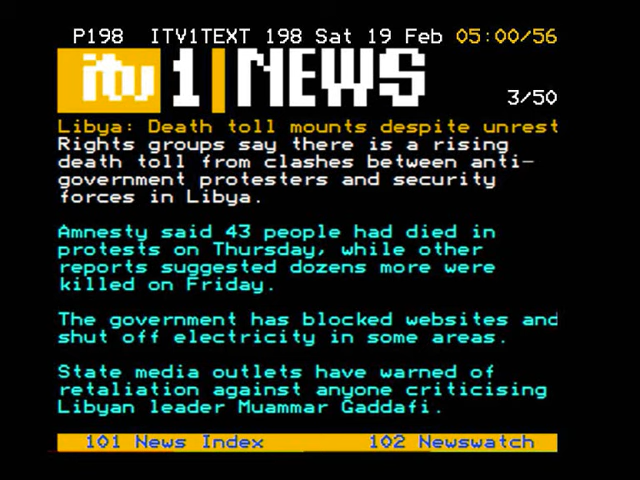 P198 ITV1TEXT 198 Sat 19 Feb 05:00/56
itv 1 NEWS
3/50
Libya: Death toll mounts despite unrest
Rights groups say there is a rising
death toll from clashes between anti-
government protesters and security
forces in Libya.
Amnesty said 43 people had died in
protests on Thursday, while other
reports suggested dozens more were
killed on Friday.
The government has blocked websites and
shut off electricity in some areas.
State media outlets have warned of
retaliation against anyone criticising
Libyan leader Muammar Gaddafi.
101 News Index 102 Newswatch